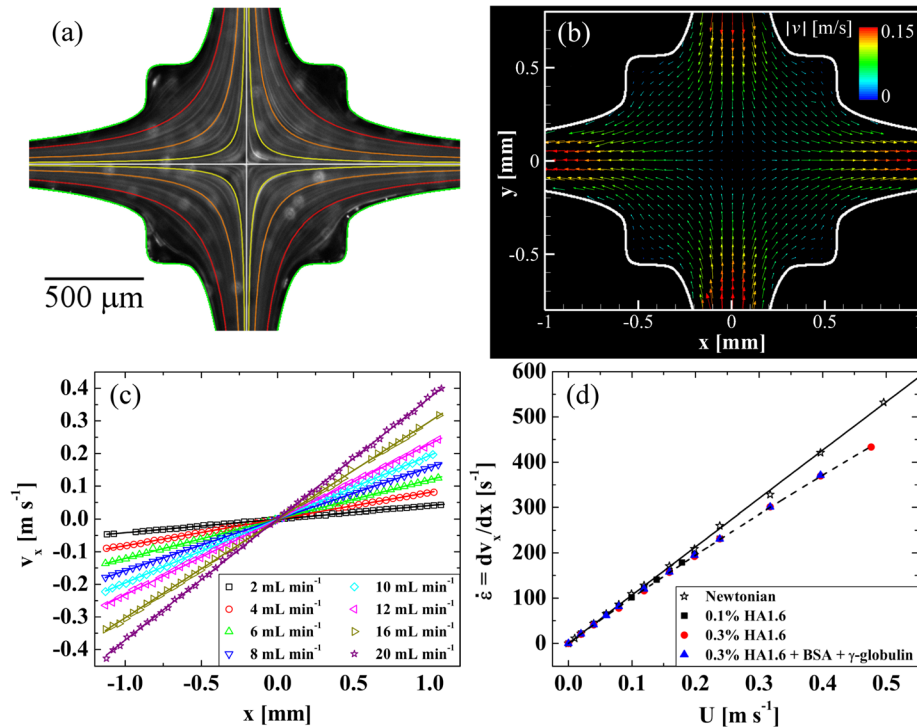 (a)
500 μm
(b)
|v| [m/s]
0.15
0
0.5
0
-0.5
y [mm]
-1
-0.5
0
0.5
x [mm]
(c)
0.4
0.3
0.2
0.1
0.0
-0.1
-0.2
-0.3
-0.4
v_x [m s⁻¹]
2 mL min⁻¹
4 mL min⁻¹
6 mL min⁻¹
8 mL min⁻¹
10 mL min⁻¹
12 mL min⁻¹
16 mL min⁻¹
20 mL min⁻¹
-1.0
-0.5
0.0
0.5
1.0
x [mm]
(d)
600
500
400
300
200
100
0
ε̇ = dv_x/dx [s⁻¹]
Newtonian
0.1% HA1.6
0.3% HA1.6
0.3% HA1.6 + BSA + γ-globulin
0.0
0.1
0.2
0.3
0.4
0.5
U [m s⁻¹]